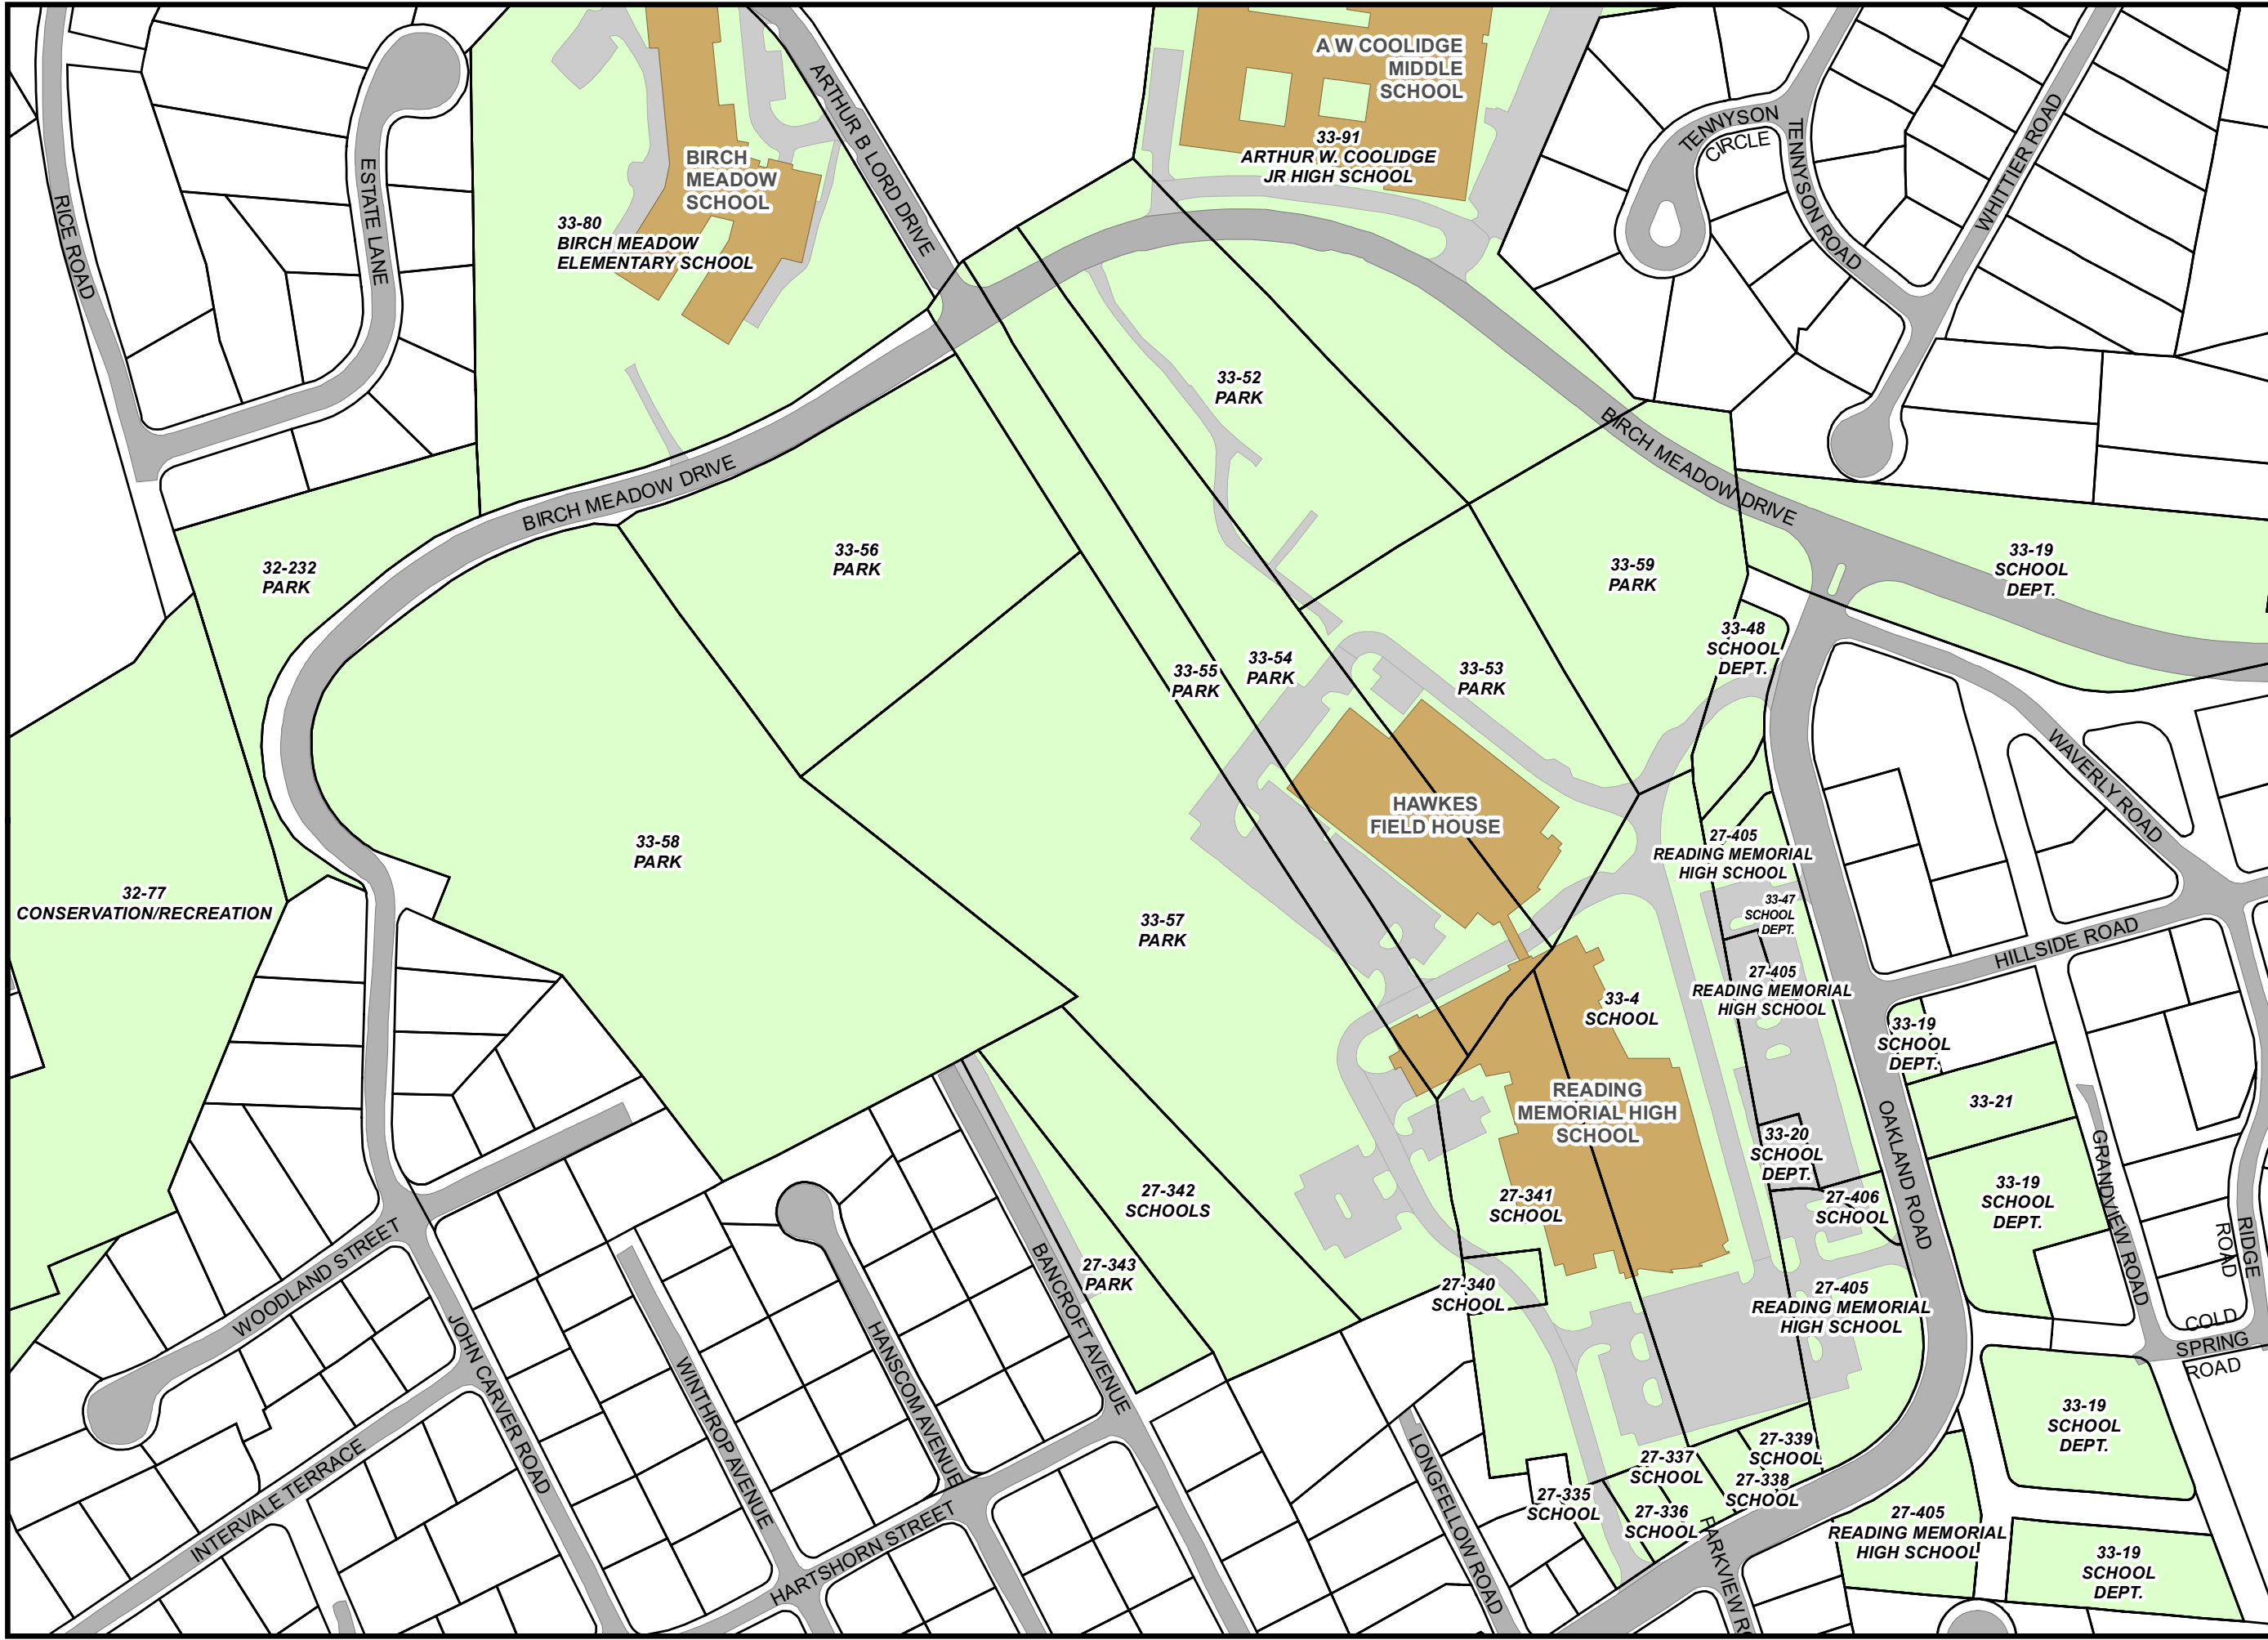 A W COOLIDGE
MIDDLE
SCHOOL
33-91
ARTHUR W. COOLIDGE
JR HIGH SCHOOL
BIRCH
MEADOW
SCHOOL
33-80
BIRCH MEADOW
ELEMENTARY SCHOOL
ARTHUR B LORD DRIVE
ESTATE LANE
RICE ROAD
TENNYSON
CIRCLE
TENNYSON ROAD
WHITTIER ROAD
33-52
PARK
BIRCH MEADOW DRIVE
BIRCH MEADOW DRIVE
32-232
PARK
33-56
PARK
33-59
PARK
33-19
SCHOOL
DEPT.
33-48
SCHOOL
DEPT.
33-55
PARK
33-54
PARK
33-53
PARK
WAVERLY ROAD
HAWKES
FIELD HOUSE
33-58
PARK
27-405
READING MEMORIAL
HIGH SCHOOL
32-77
CONSERVATION/RECREATION
33-57
PARK
33-47
SCHOOL
DEPT.
HILLSIDE ROAD
27-405
READING MEMORIAL
HIGH SCHOOL
33-4
SCHOOL
33-19
SCHOOL
DEPT.
READING
MEMORIAL HIGH
SCHOOL
33-21
OAKLAND ROAD
33-20
SCHOOL
DEPT.
GRANDVIEW ROAD
27-342
SCHOOLS
27-341
SCHOOL
27-406
SCHOOL
33-19
SCHOOL
DEPT.
RIDGE
ROAD
WOODLAND STREET
BANCROFT AVENUE
27-343
PARK
27-340
SCHOOL
27-405
READING MEMORIAL
HIGH SCHOOL
COLD
SPRING
ROAD
JOHN CARVER ROAD
WINTHROP AVENUE
HANSCOM AVENUE
33-19
SCHOOL
DEPT.
LONGFELLOW ROAD
27-339
SCHOOL
27-337
SCHOOL
27-338
SCHOOL
27-335
SCHOOL
27-336
SCHOOL
INTERVALE TERRACE
HARTSHORN STREET
27-405
READING MEMORIAL
HIGH SCHOOL
33-19
SCHOOL
DEPT.
PARKVIEW R